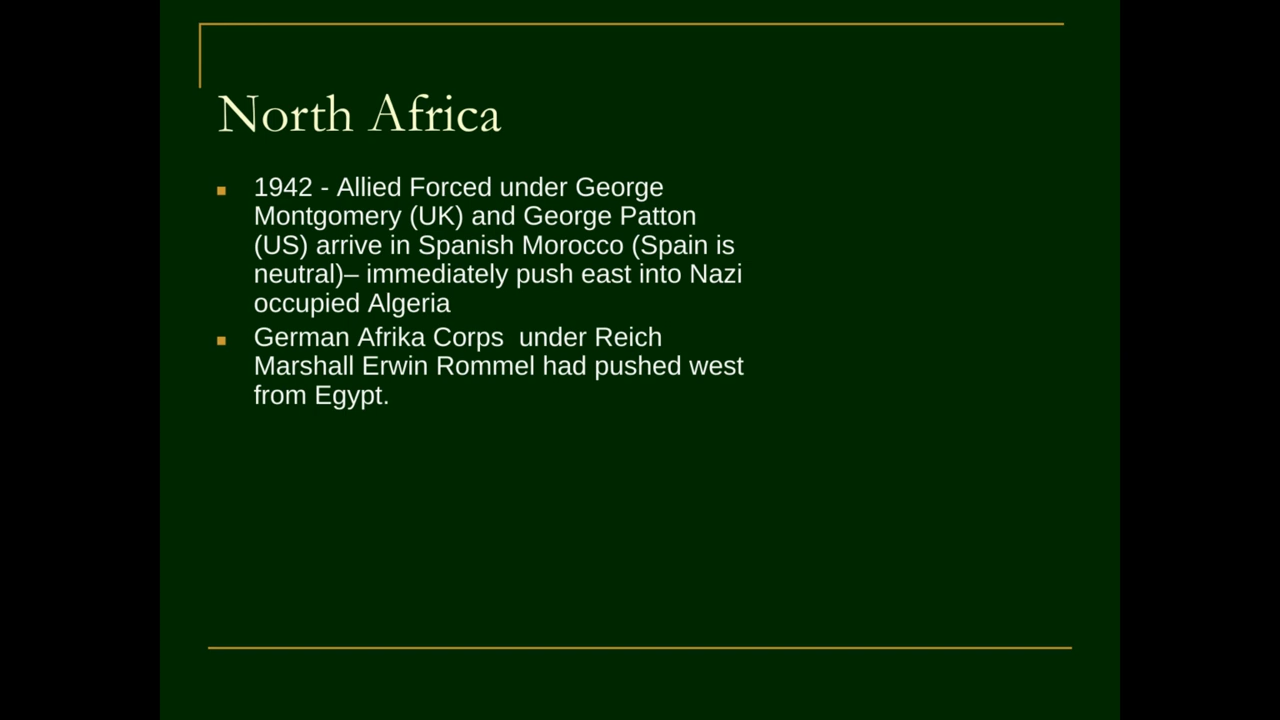 North Africa
1942 - Allied Forced under George
Montgomery (UK) and George Patton
(US) arrive in Spanish Morocco (Spain is
neutral)– immediately push east into Nazi
occupied Algeria
German Afrika Corps  under Reich
Marshall Erwin Rommel had pushed west
from Egypt.